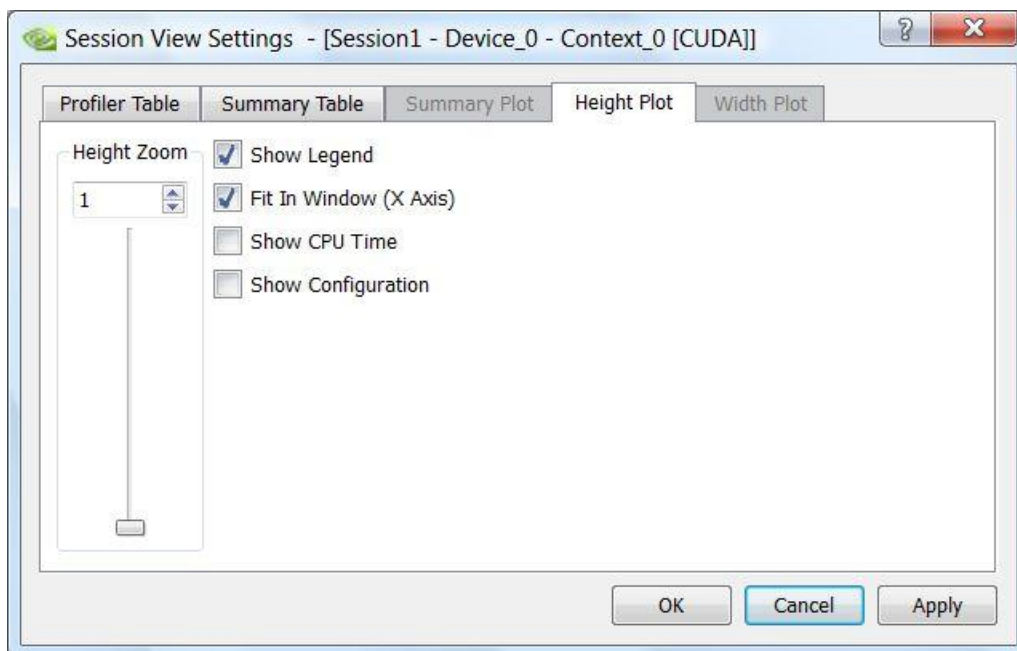 Session View Settings - [Session1 - Device_0 - Context_0 [CUDA]]
Profiler Table Summary Table Summary Plot Height Plot Width Plot
Height Zoom
1
Show Legend
Fit In Window (X Axis)
Show CPU Time
Show Configuration
OK Cancel Apply